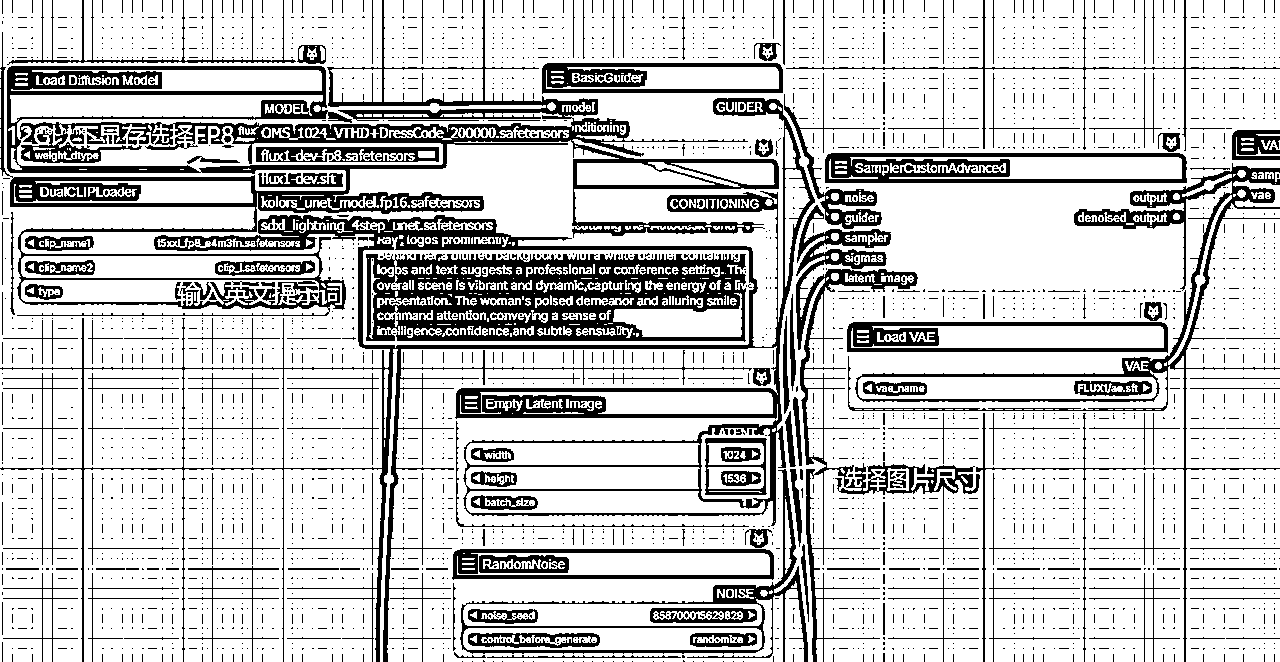 Load Diffusion Model
MODEL
12G以下显存选择FP8
weight_dtype
OMS_1024_VTHD+DressCode_200000.safetensors
flux1-dev-fp8.safetensors
flux1-dev.sft
kolors_unet_model.fp16.safetensors
sdxl_lightning_4step_unet.safetensors
DualCLIPLoader
clip_name1 t5xxl_fp8_e4m3fn.safetensors
clip_name2 clip_l.safetensors
type
输入英文提示词
BasicGuider
model GUIDER
CONDITIONING
Ray", logos prominently.,
Behind her,a blurred background with a white banner containing
logos and text suggests a professional or conference setting. The
overall scene is vibrant and dynamic,capturing the energy of a live
presentation. The woman's poised demeanor and alluring smile
command attention,conveying a sense of
intelligence,confidence,and subtle sensuality.,
Empty Latent Image
LATENT
width 1024
height 1536
batch_size 1
选择图片尺寸
RandomNoise
NOISE
noise_seed 858700015629829
control_before_generate randomize
SamplerCustomAdvanced
noise output
guider denoised_output
sampler
sigmas
latent_image
Load VAE
VAE
vae_name FLUX1/ae.sft
vae